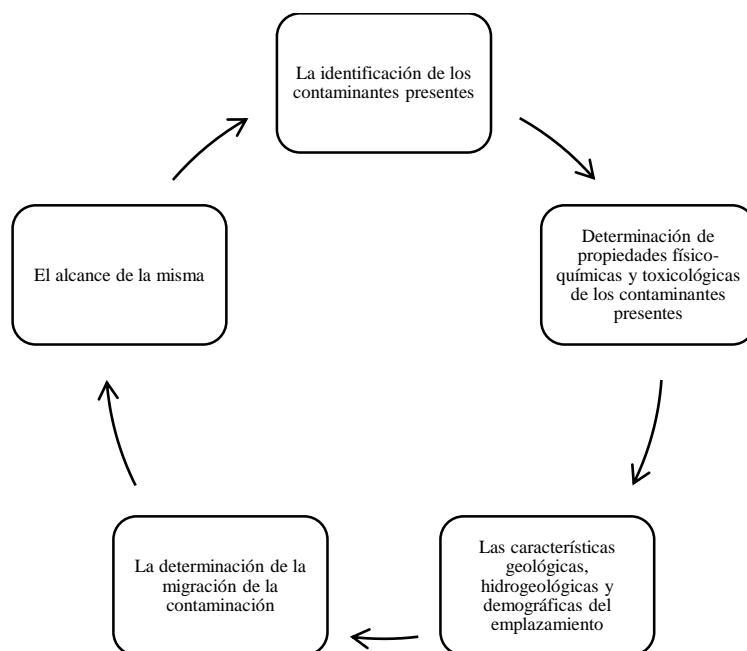 La identificación de los
contaminantes presentes
Determinación de
propiedades físico-
químicas y toxicológicas
de los contaminantes
presentes
Las características
geológicas,
hidrogeológicas y
demográficas del
emplazamiento
La determinación de la
migración de la
contaminación
El alcance de la misma